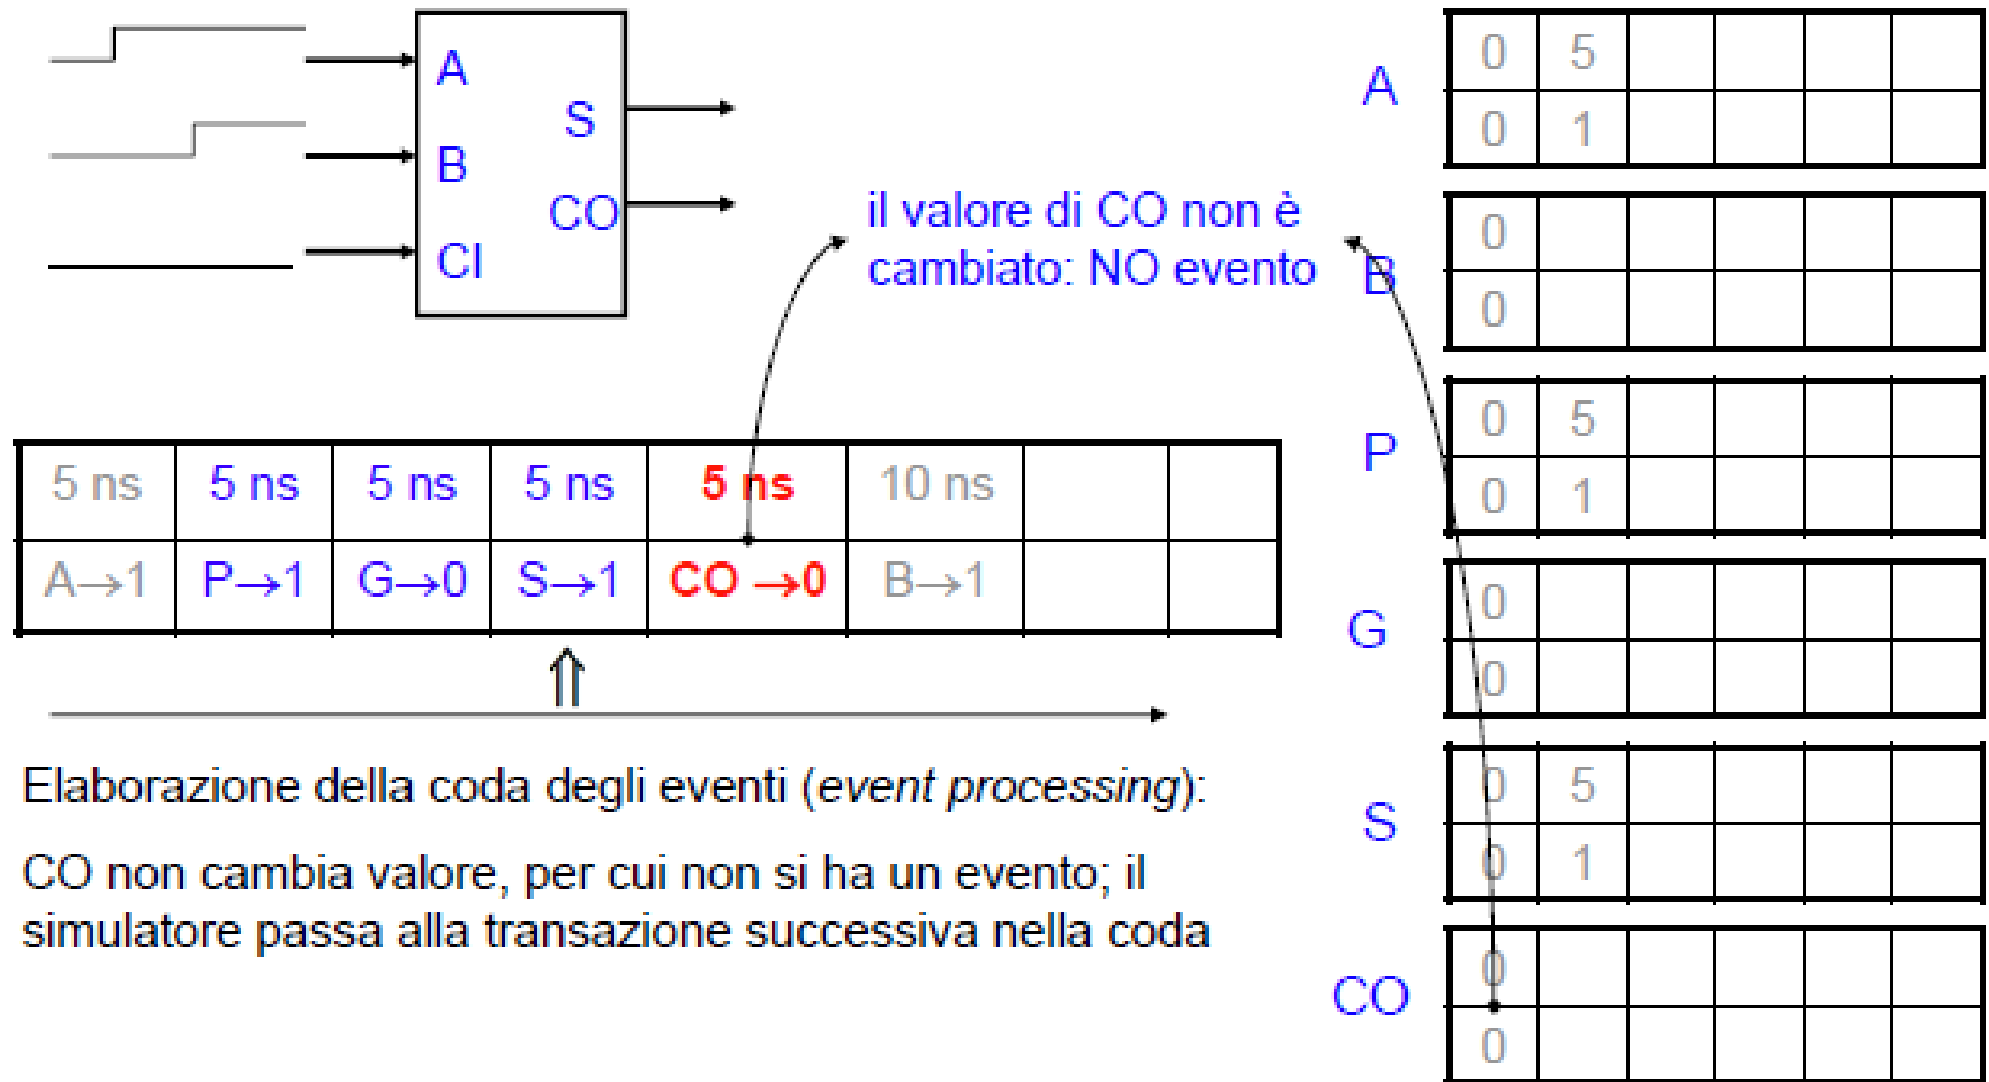 A
B
CI
S
CO
il valore di CO non è
cambiato: NO evento
5 ns 5 ns 5 ns 5 ns 5 ns 10 ns
A→1 P→1 G→0 S→1 CO →0 B→1
⇑
Elaborazione della coda degli eventi (event processing):
CO non cambia valore, per cui non si ha un evento; il
simulatore passa alla transazione successiva nella coda
A
0 5
0 1
B
0
0
P
0 5
0 1
G
0
0
S
0 5
0 1
CO
0
0